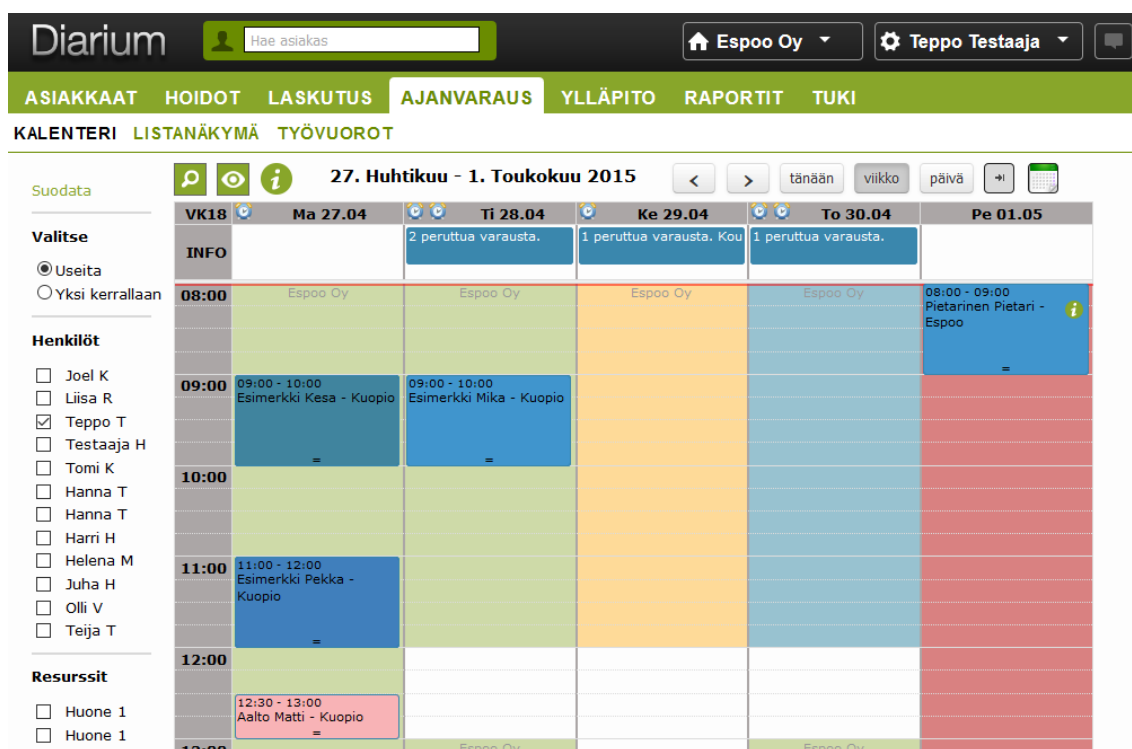 Diarium
Hae asiakas
Espoo Oy
Teppo Testaaja
ASIAKKAAT HOIDOT LASKUTUS AJANVARAUS YLLÄPITO RAPORTIT TUKI
KALENTERI LISTANÄKYMÄ TYÖVUOROT
Suodata
Valitse
Useita
Yksi kerrallaan
Henkilöt
Joel K
Liisa R
Teppo T
Testaaja H
Tomi K
Hanna T
Hanna T
Harri H
Helena M
Juha H
Olli V
Teija T
Resurssit
Huone 1
Huone 1
i
27. Huhtikuu - 1. Toukokuu 2015
< > tänään viikko päivä
VK18 Ma 27.04 Ti 28.04 Ke 29.04 To 30.04 Pe 01.05
INFO
2 peruttua varausta.
1 peruttua varausta. Kou
1 peruttua varausta.
08:00 Espoo Oy Espoo Oy Espoo Oy Espoo Oy
08:00 - 09:00
Pietarinen Pietari -
Espoo
i
=
09:00
09:00 - 10:00
Esimerkki Kesa - Kuopio
=
09:00 - 10:00
Esimerkki Mika - Kuopio
=
10:00
11:00
11:00 - 12:00
Esimerkki Pekka -
Kuopio
=
12:00
12:30 - 13:00
Aalto Matti - Kuopio
=
13:00 Espoo Oy Espoo Oy